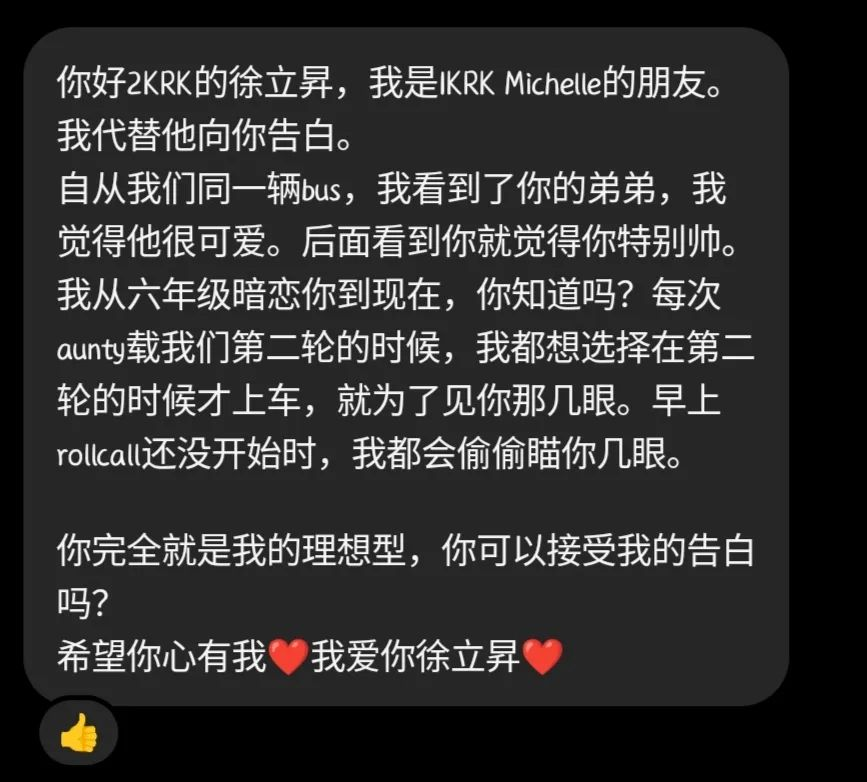 你好2KRK的徐立昇，我是1KRK Michelle的朋友。
我代替他向你告白。
自从我们同一辆bus，我看到了你的弟弟，我
觉得他很可爱。后面看到你就觉得你特别帅。
我从六年级暗恋你到现在，你知道吗？每次
aunty载我们第二轮的时候，我都想选择在第二
轮的时候才上车，就为了见你那几眼。早上
rollcall还没开始时，我都会偷偷瞄你几眼。
你完全就是我的理想型，你可以接受我的告白
吗？
希望你心有我❤️我爱你徐立昇❤️